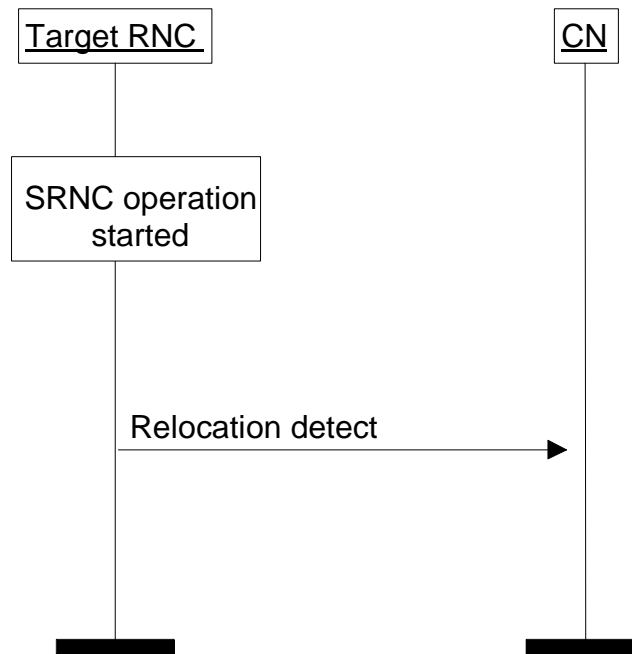 Target RNC
CN
SRNC operation
started
Relocation detect